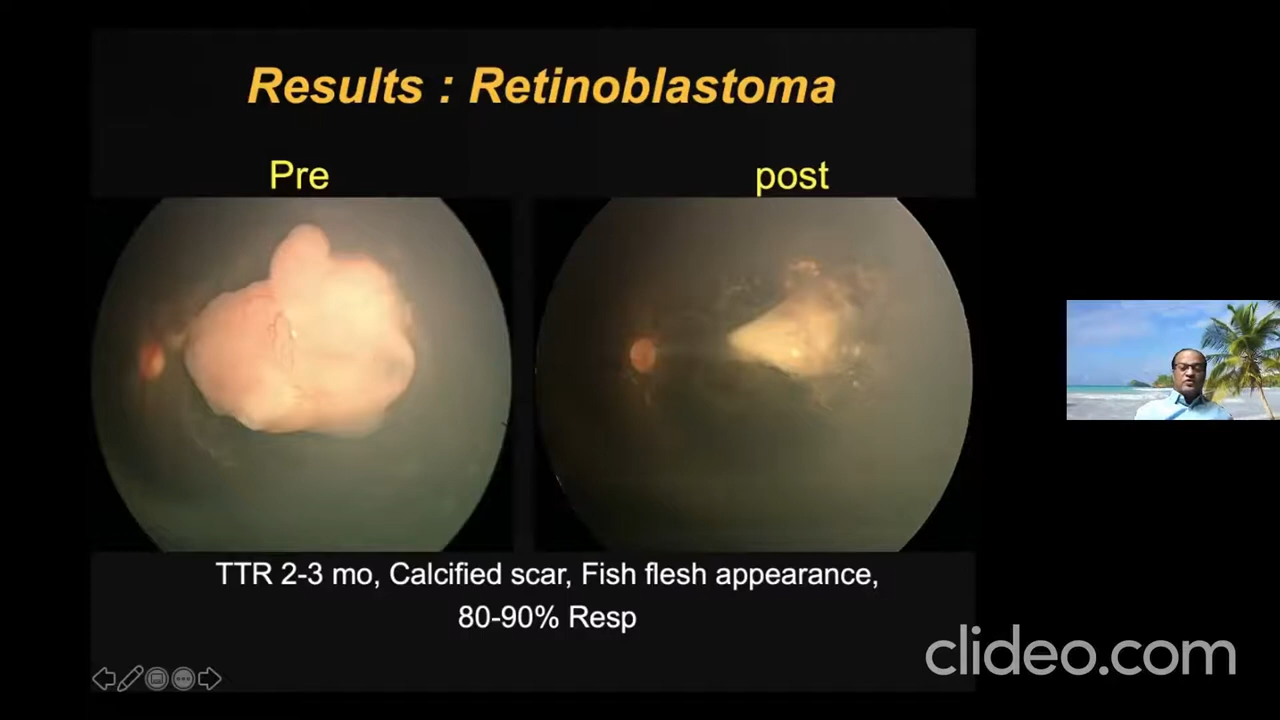 Results : Retinoblastoma
Pre
post
TTR 2-3 mo, Calcified scar, Fish flesh appearance,
80-90% Resp
clideo.com